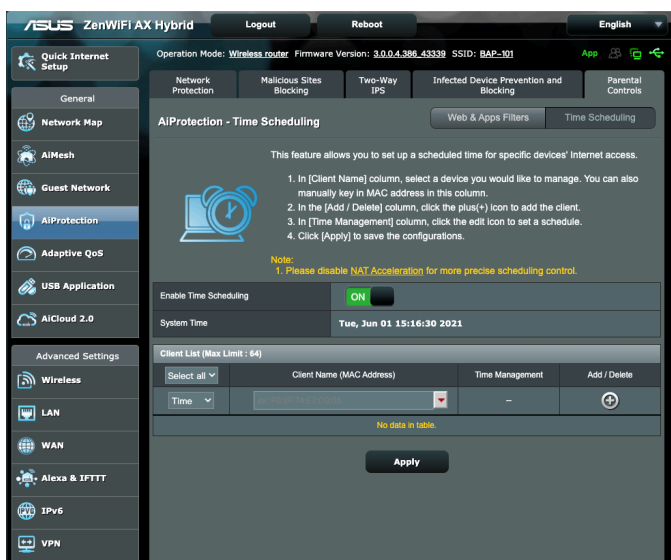 ASUS ZenWiFi AX Hybrid Logout Reboot English
Quick Internet
Setup
Operation Mode: Wireless router Firmware Version: 3.0.0.4.386_43339 SSID: BAP-101 App
General
Network Map
AiMesh
Guest Network
AiProtection
Adaptive QoS
USB Application
AiCloud 2.0
Advanced Settings
Wireless
LAN
WAN
Alexa & IFTTT
IPv6
VPN
Network
Protection
Malicious Sites
Blocking
Two-Way
IPS
Infected Device Prevention and
Blocking
Parental
Controls
AiProtection - Time Scheduling
Web & Apps Filters Time Scheduling
This feature allows you to set up a scheduled time for specific devices' Internet access.
1. In [Client Name] column, select a device you would like to manage. You can also
manually key in MAC address in this column.
2. In the [Add / Delete] column, click the plus(+) icon to add the client.
3. In [Time Management] column, click the edit icon to set a schedule.
4. Click [Apply] to save the configurations.
Note:
1. Please disable NAT Acceleration for more precise scheduling control.
Enable Time Scheduling ON
System Time Tue, Jun 01 15:16:30 2021
Client List (Max Limit : 64)
Select all Client Name (MAC Address) Time Management Add / Delete
Time –
No data in table.
Apply